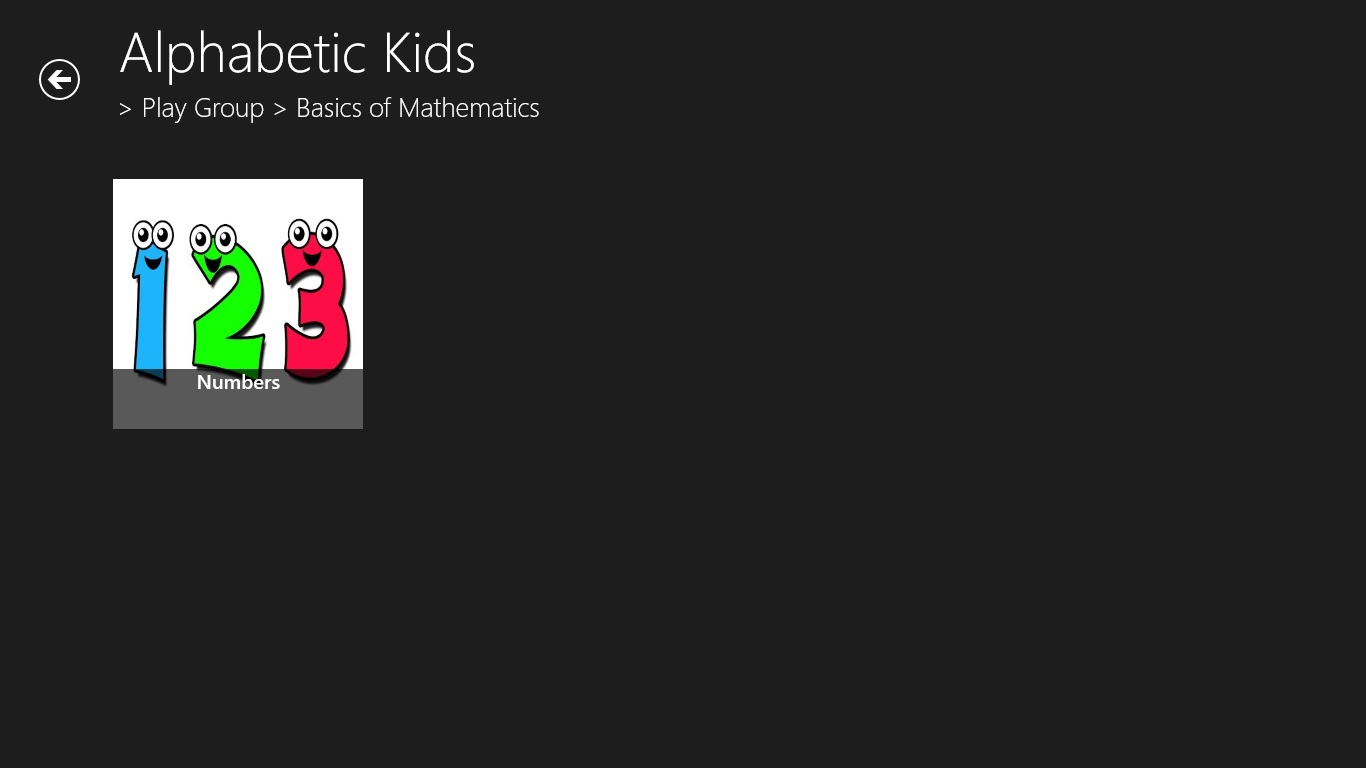 Alphabetic Kids
> Play Group > Basics of Mathematics
123
Numbers